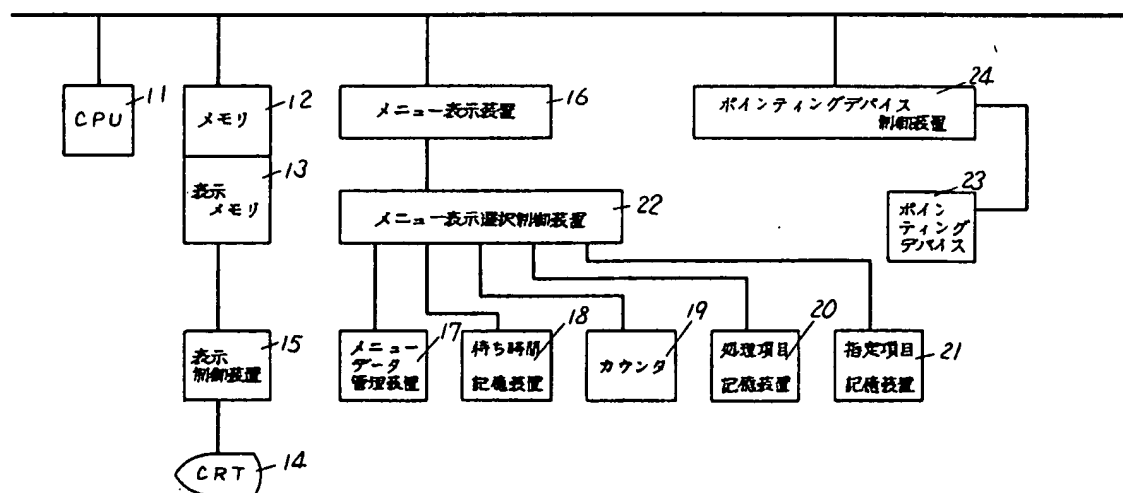 CPU
11
メモリ
12
表示
メモリ
13
表示
制御装置
15
CRT
14
メニュー表示装置
16
メニュー表示選択制御装置
22
メニュー
データ
管理装置
17
待ち時間
記憶装置
18
カウンタ
19
処理項目
記憶装置
20
指定項目
記憶装置
21
ポインティングデバイス
制御装置
24
ポイン
ティング
デバイス
23